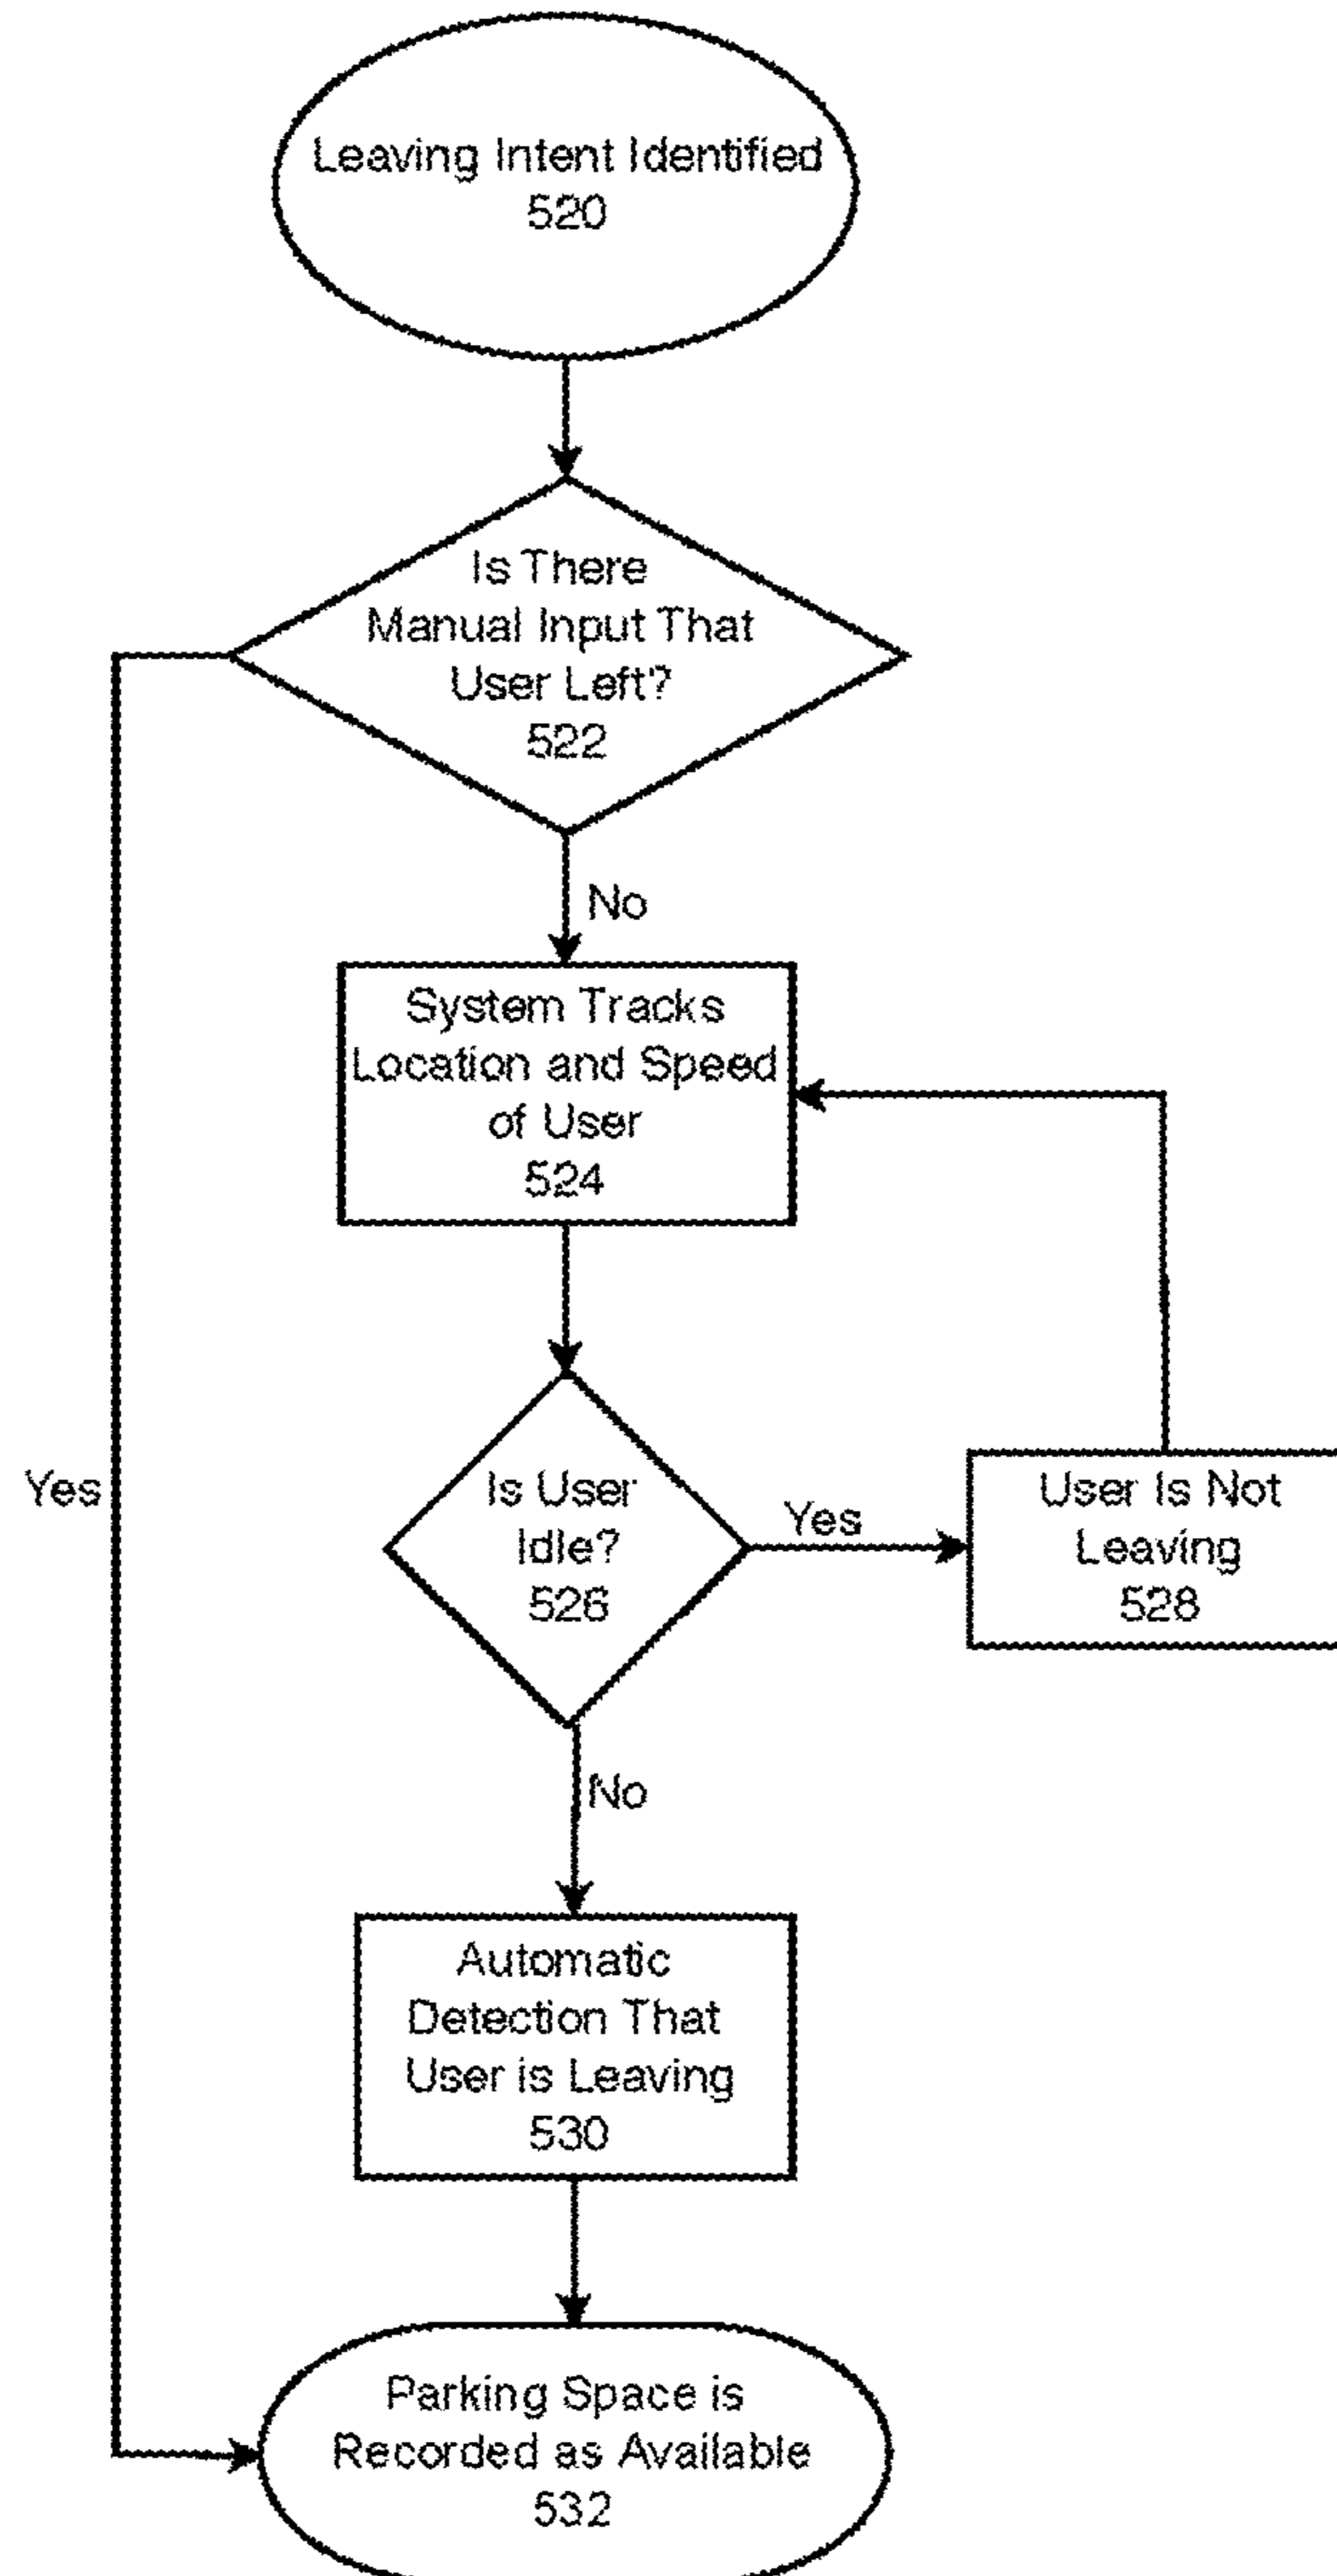 Leaving Intent Identified
520
Is There
Manual Input That
User Left?
522
No
System Tracks
Location and Speed
of User
524
Yes
Is User
Idle?
526
Yes
User Is Not
Leaving
528
No
Automatic
Detection That
User is Leaving
530
Parking Space is
Recorded as Available
532